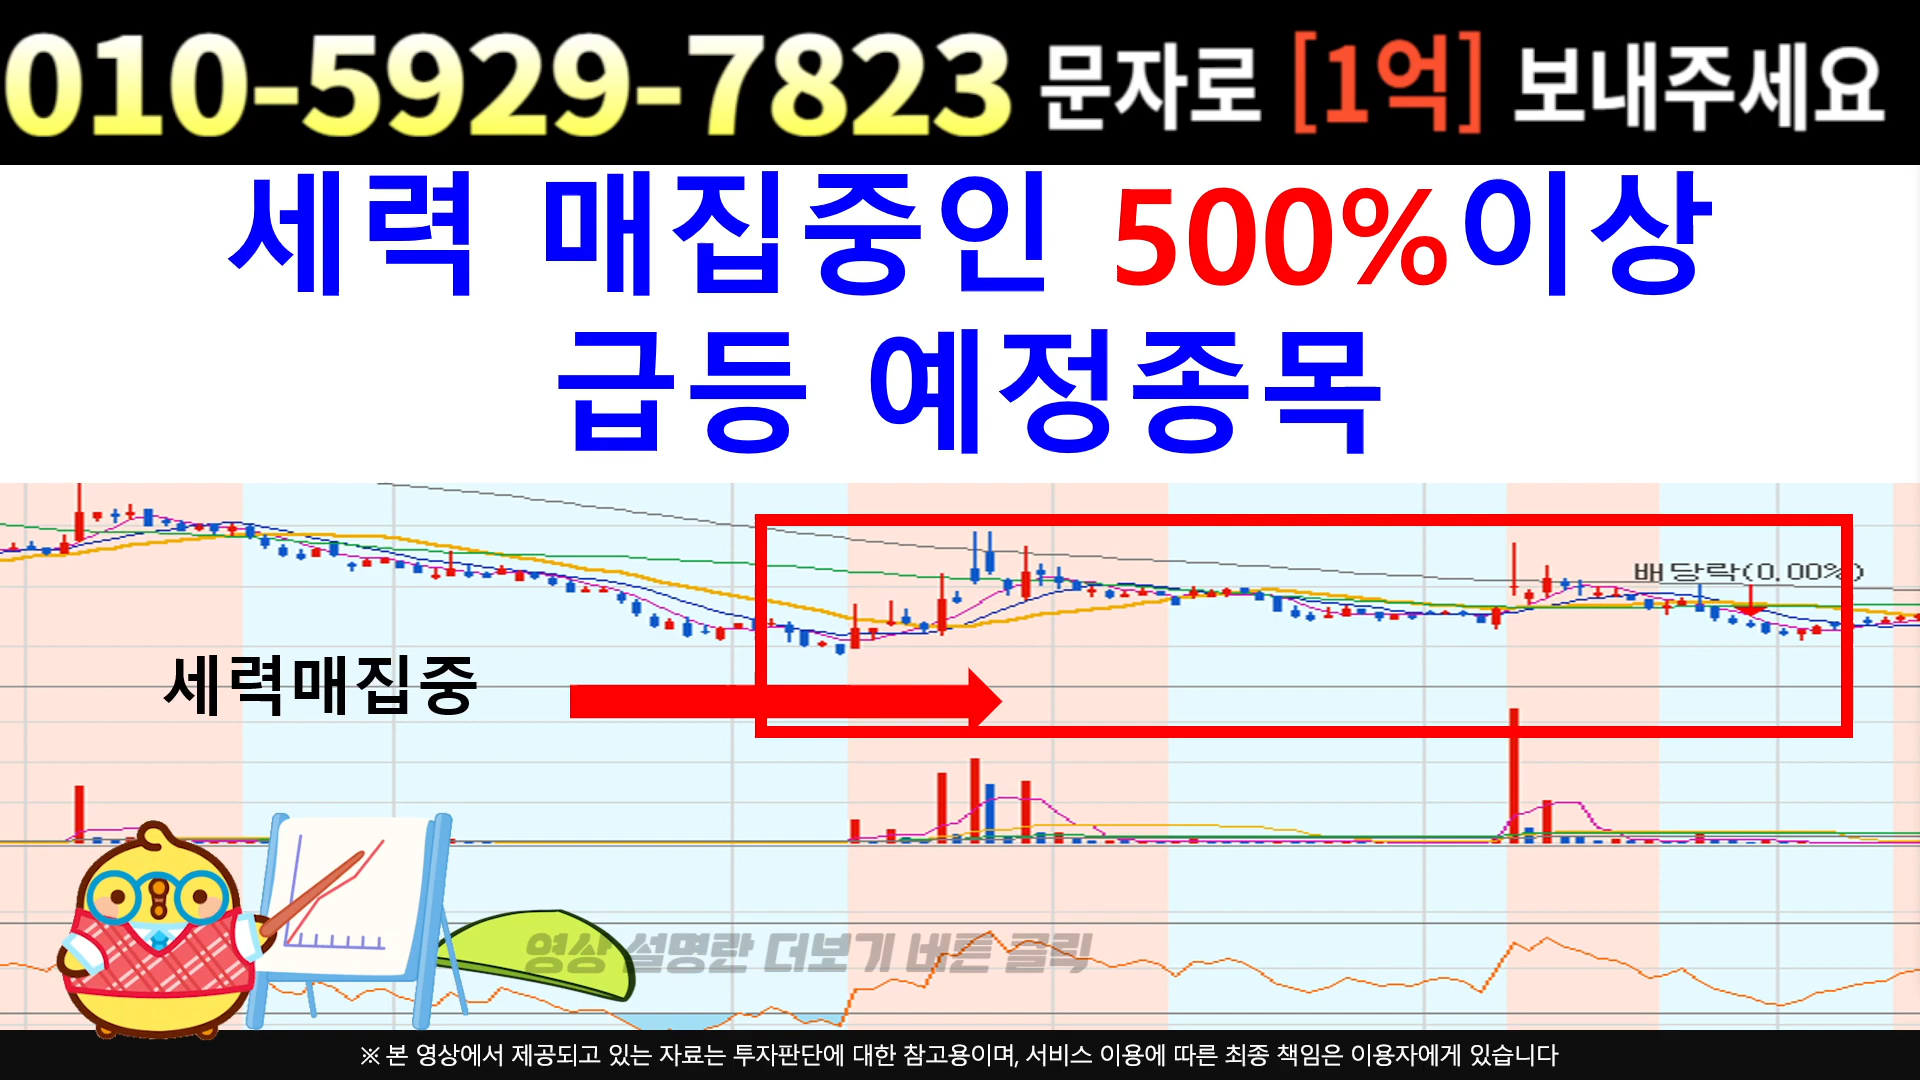 010-5929-7823 문자로 [1억] 보내주세요
세력 매집중인 500%이상
급등 예정종목
배당락(0.00%)
세력매집중
영상 설명란 더보기 버튼 클릭
※ 본 영상에서 제공되고 있는 자료는 투자판단에 대한 참고용이며, 서비스 이용에 따른 최종 책임은 이용자에게 있습니다